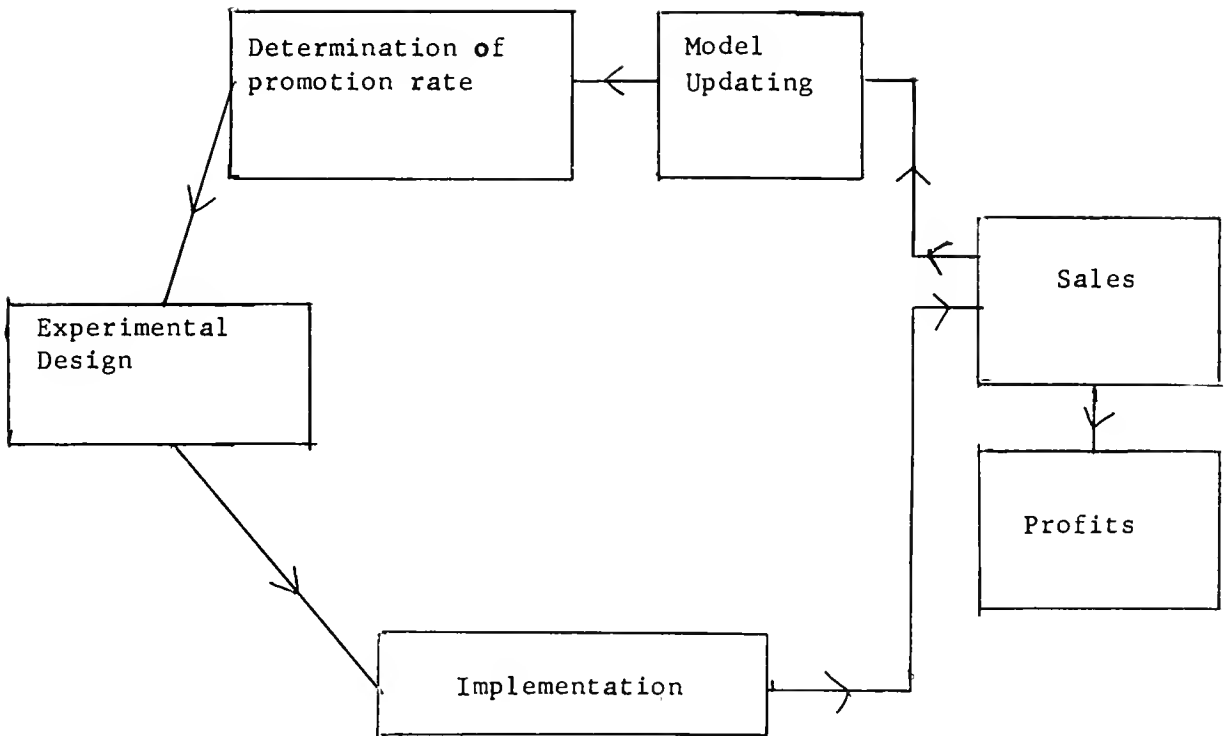 Determination of
promotion rate
Model
Updating
Sales
Experimental
Design
Profits
Implementation